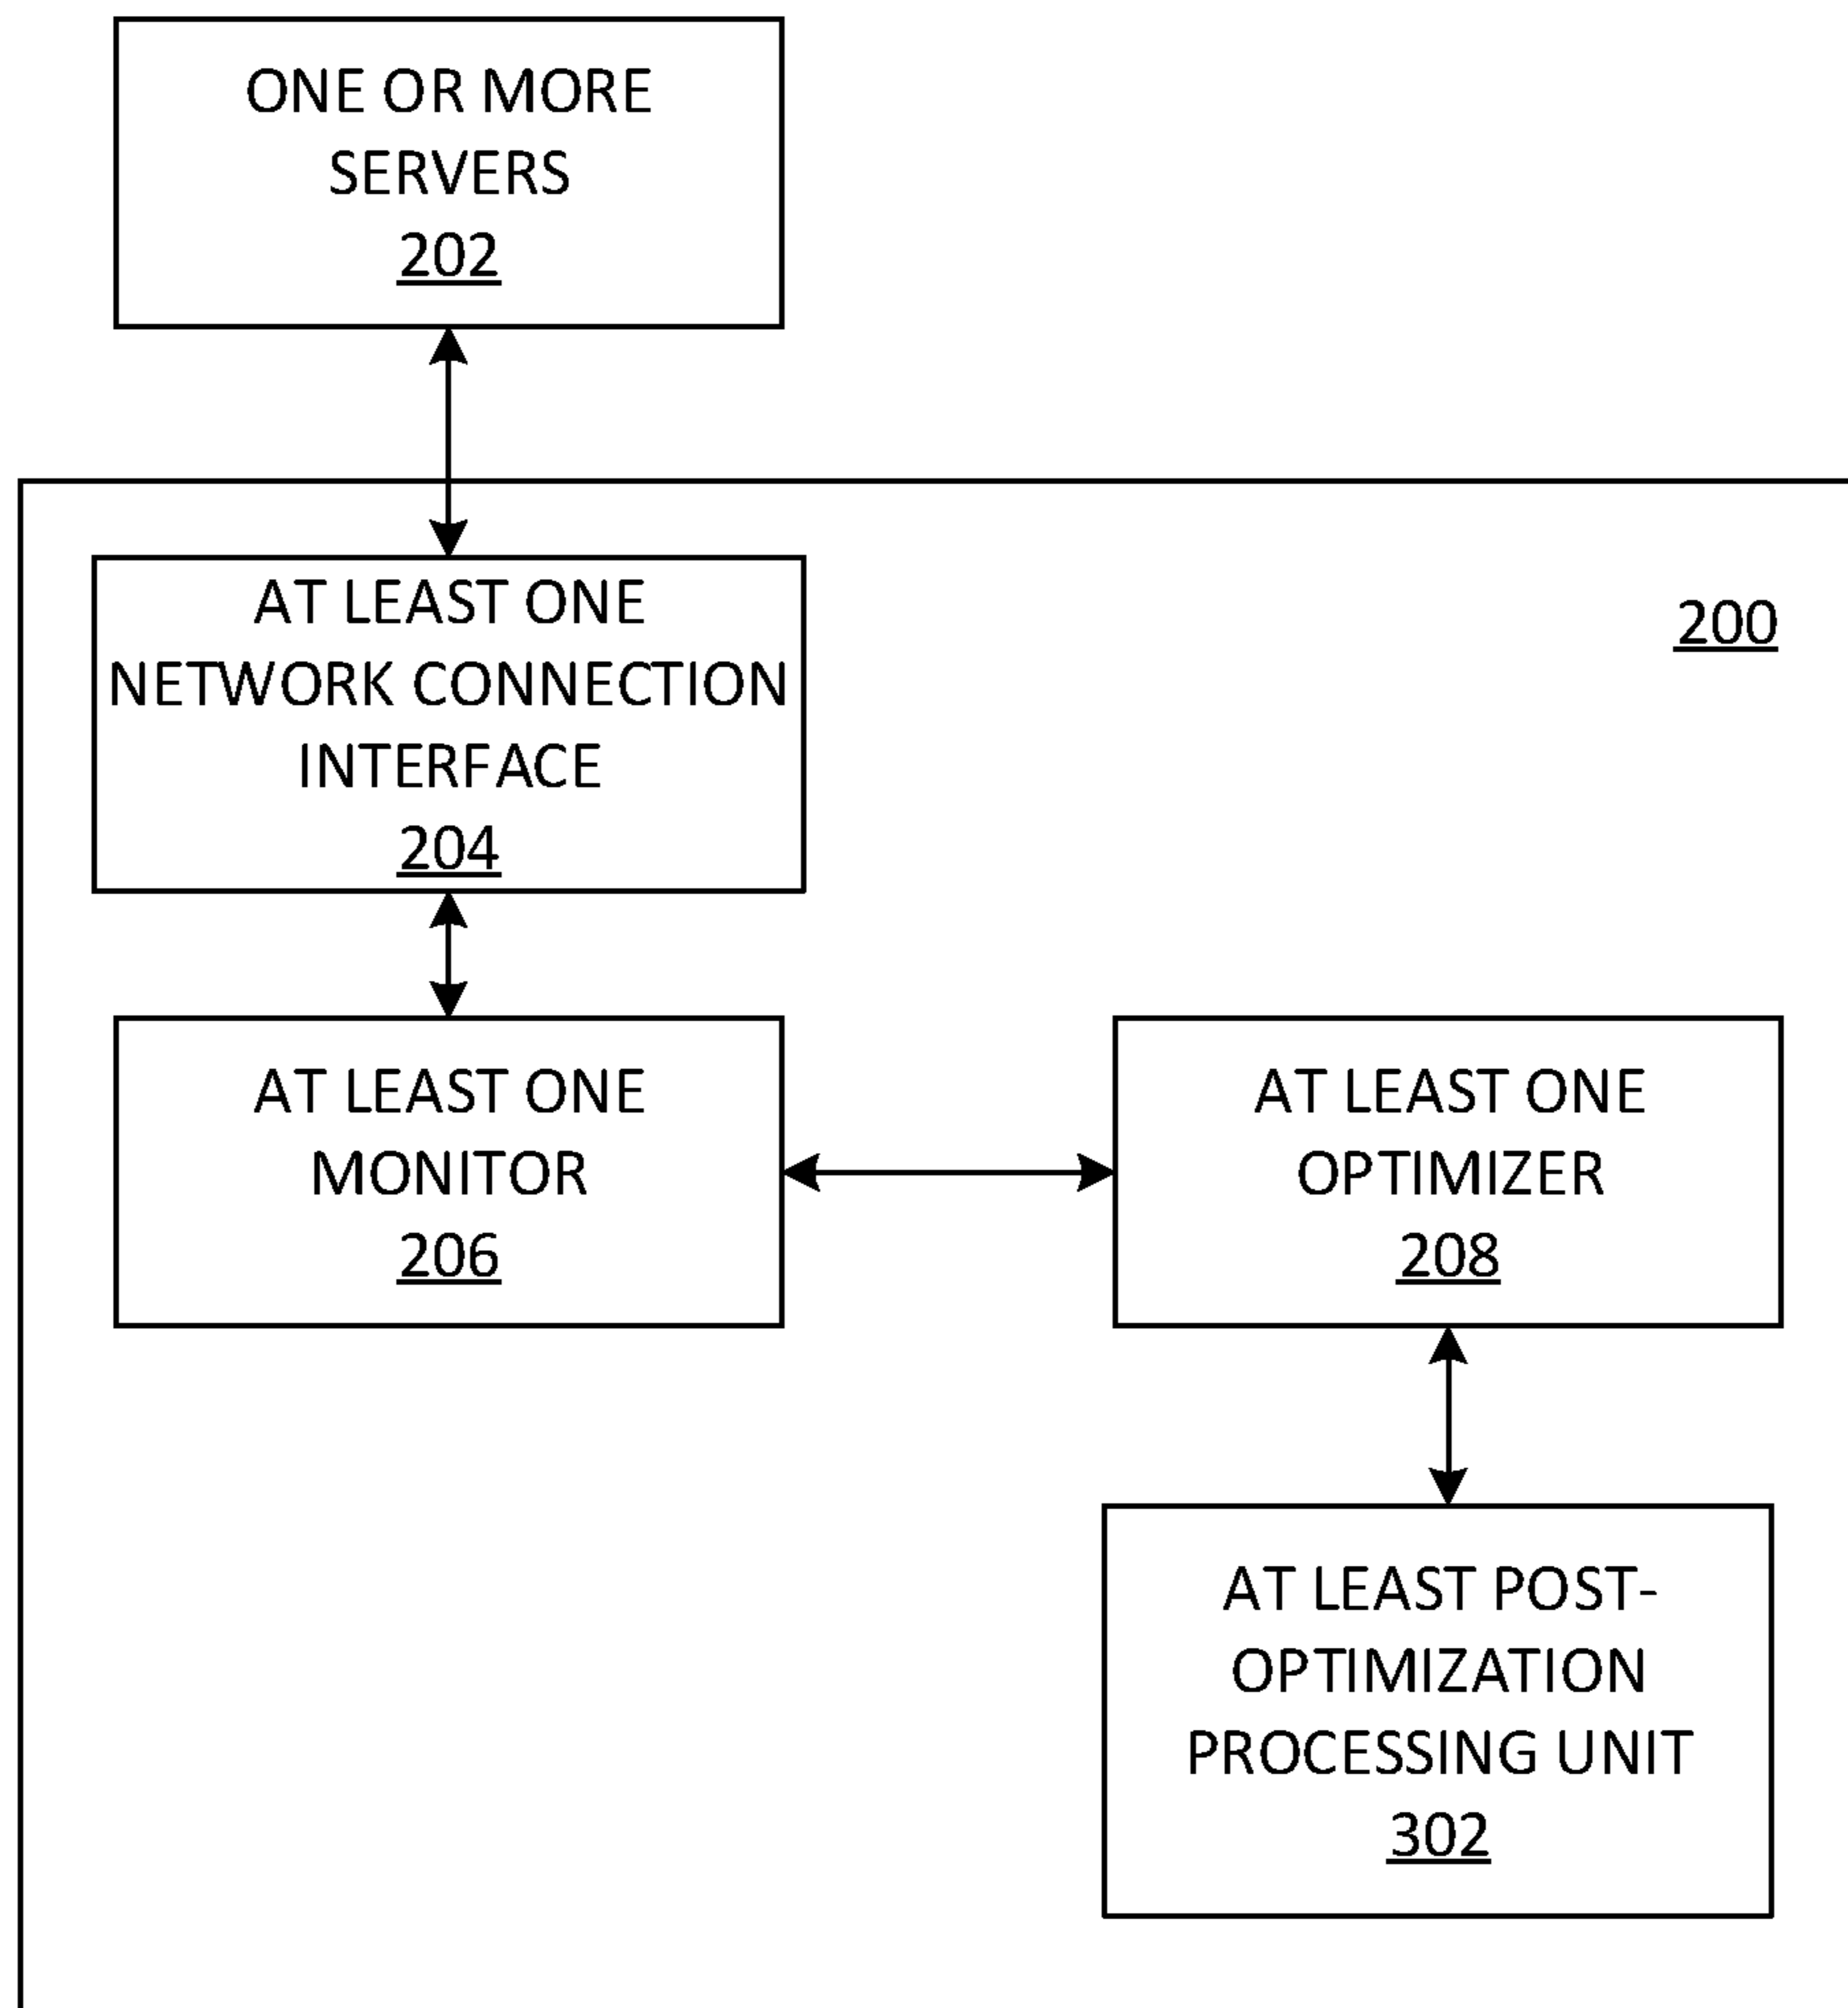 ONE OR MORE
SERVERS
202
AT LEAST ONE
NETWORK CONNECTION
INTERFACE
204
200
AT LEAST ONE
MONITOR
206
AT LEAST ONE
OPTIMIZER
208
AT LEAST POST-
OPTIMIZATION
PROCESSING UNIT
302